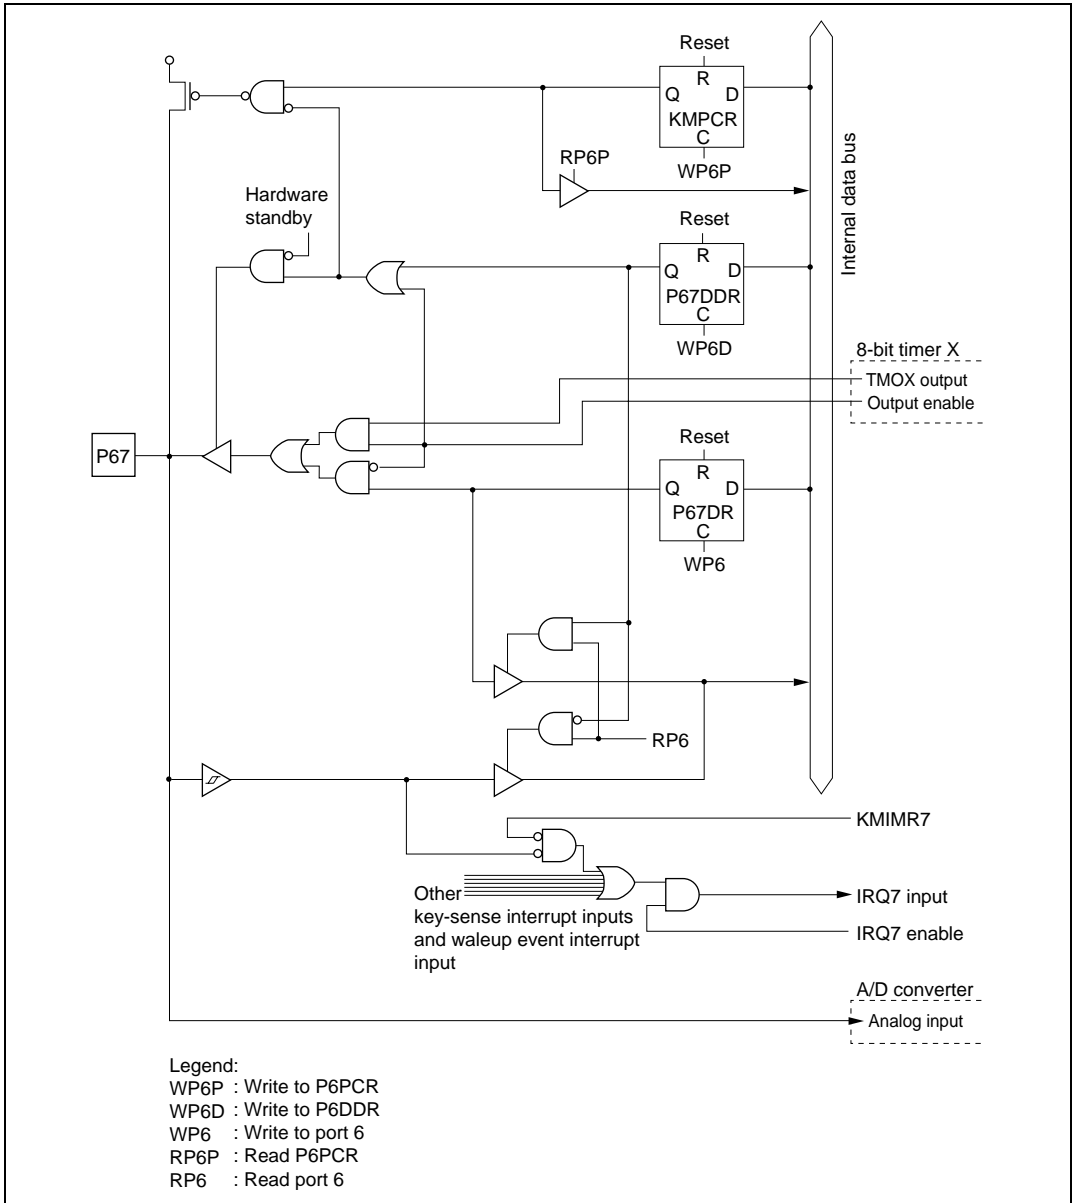 Reset
R
Q
D
KMPCR
C
WP6P
RP6P
Internal data bus
Hardware
standby
Reset
R
Q
D
P67DDR
C
WP6D
8-bit timer X
TMOX output
Output enable
P67
Reset
R
Q
D
P67DR
C
WP6
RP6
KMIMR7
Other
key-sense interrupt inputs
and waleup event interrupt
input
IRQ7 input
IRQ7 enable
A/D converter
Analog input
Legend:
WP6P : Write to P6PCR
WP6D : Write to P6DDR
WP6 : Write to port 6
RP6P : Read P6PCR
RP6 : Read port 6